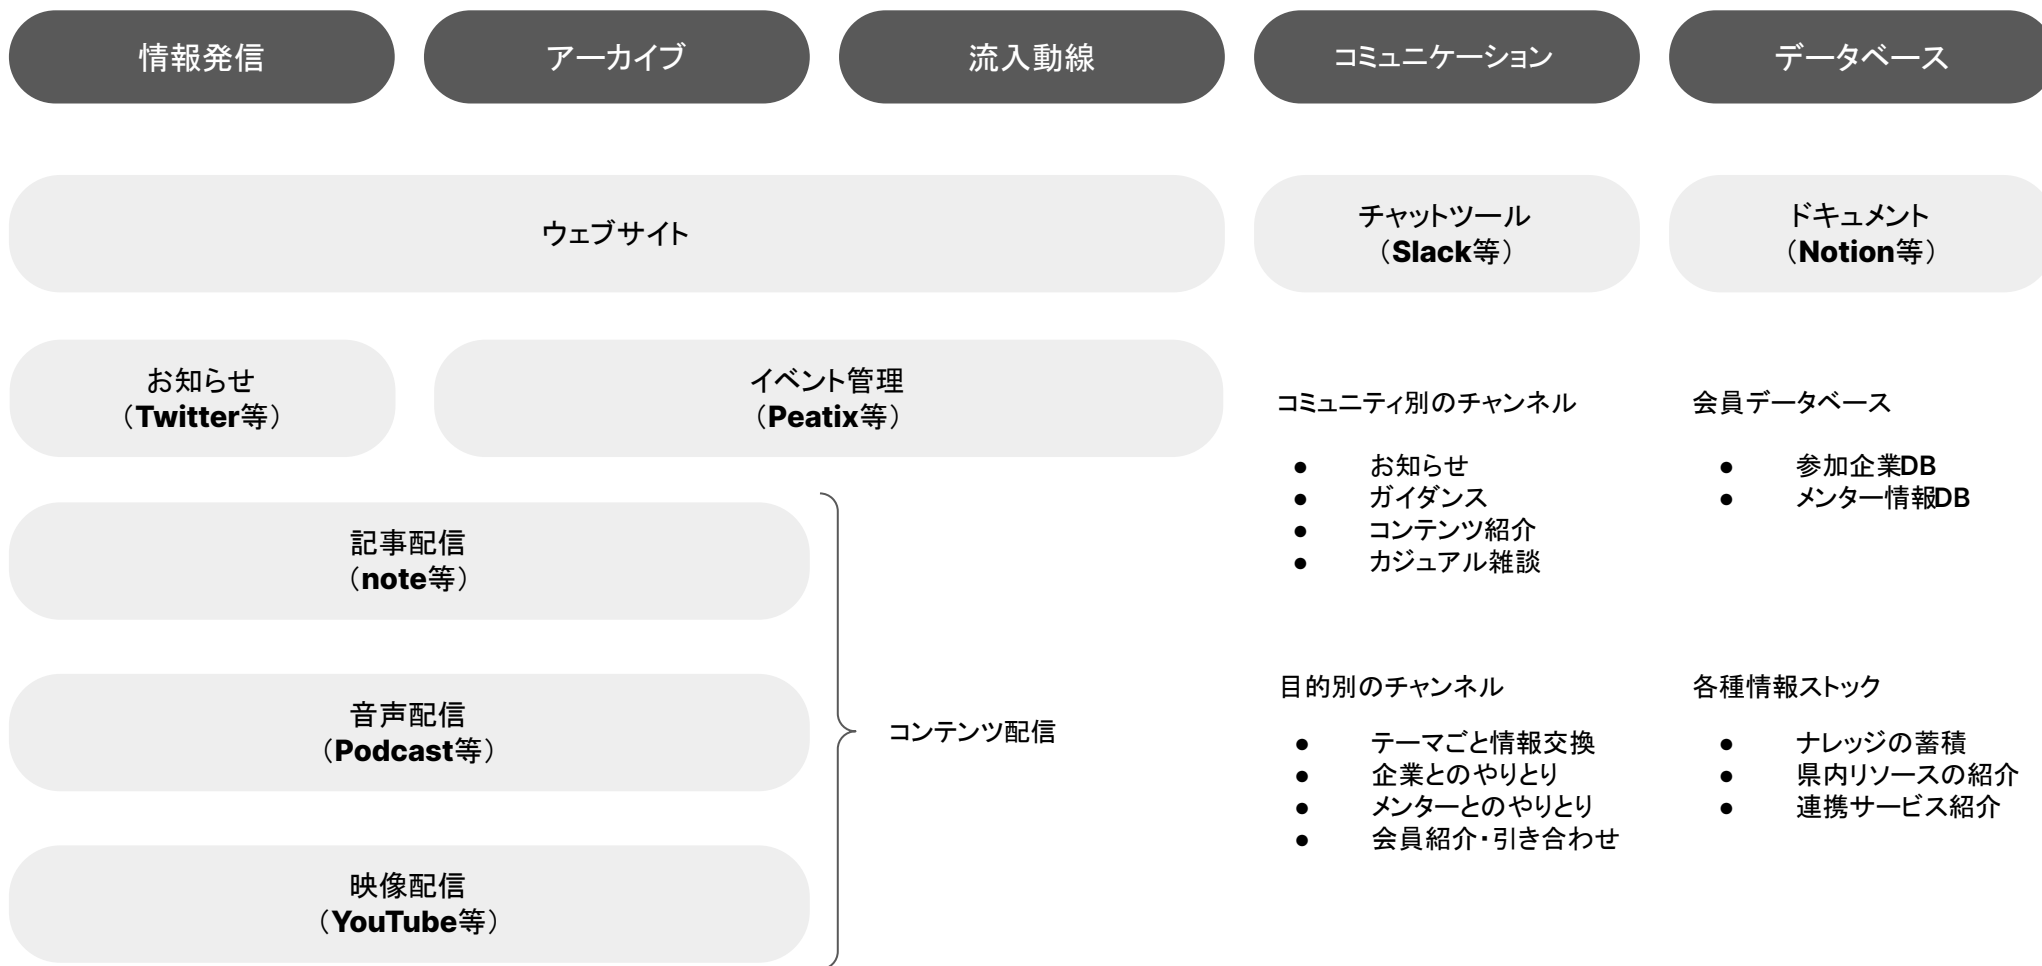 情報発信
アーカイブ
流入動線
コミュニケーション
データベース
ウェブサイト
チャットツール
（Slack等）
ドキュメント
（Notion等）
お知らせ
（Twitter等）
イベント管理
（Peatix等）
記事配信
（note等）
音声配信
（Podcast等）
映像配信
（YouTube等）
コンテンツ配信
コミュニティ別のチャンネル
● お知らせ
● ガイダンス
● コンテンツ紹介
● カジュアル雑談
目的別のチャンネル
● テーマごと情報交換
● 企業とのやりとり
● メンターとのやりとり
● 会員紹介・引き合わせ
会員データベース
● 参加企業DB
● メンター情報DB
各種情報ストック
● ナレッジの蓄積
● 県内リソースの紹介
● 連携サービス紹介